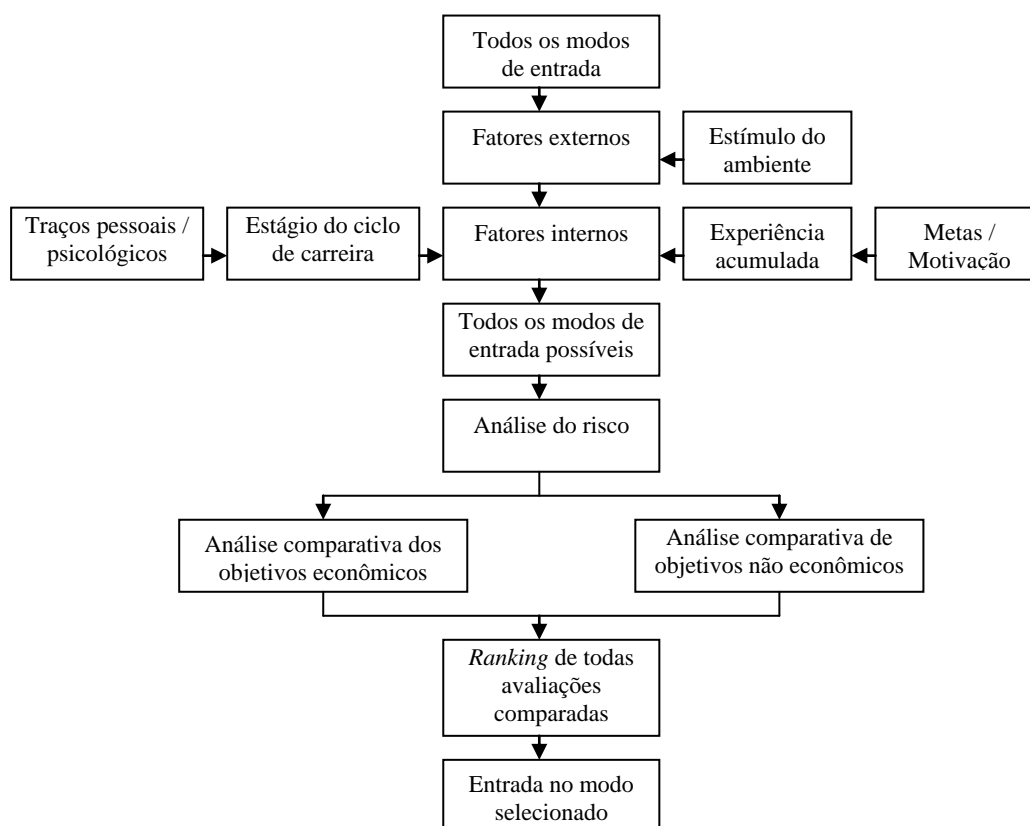 Todos os modos
de entrada
Fatores externos
Estímulo do
ambiente
Traços pessoais /
psicológicos
Estágio do ciclo
de carreira
Fatores internos
Experiência
acumulada
Metas /
Motivação
Todos os modos de
entrada possíveis
Análise do risco
Análise comparativa dos
objetivos econômicos
Análise comparativa de
objetivos não econômicos
Ranking de todas
avaliações
comparadas
Entrada no modo
selecionado